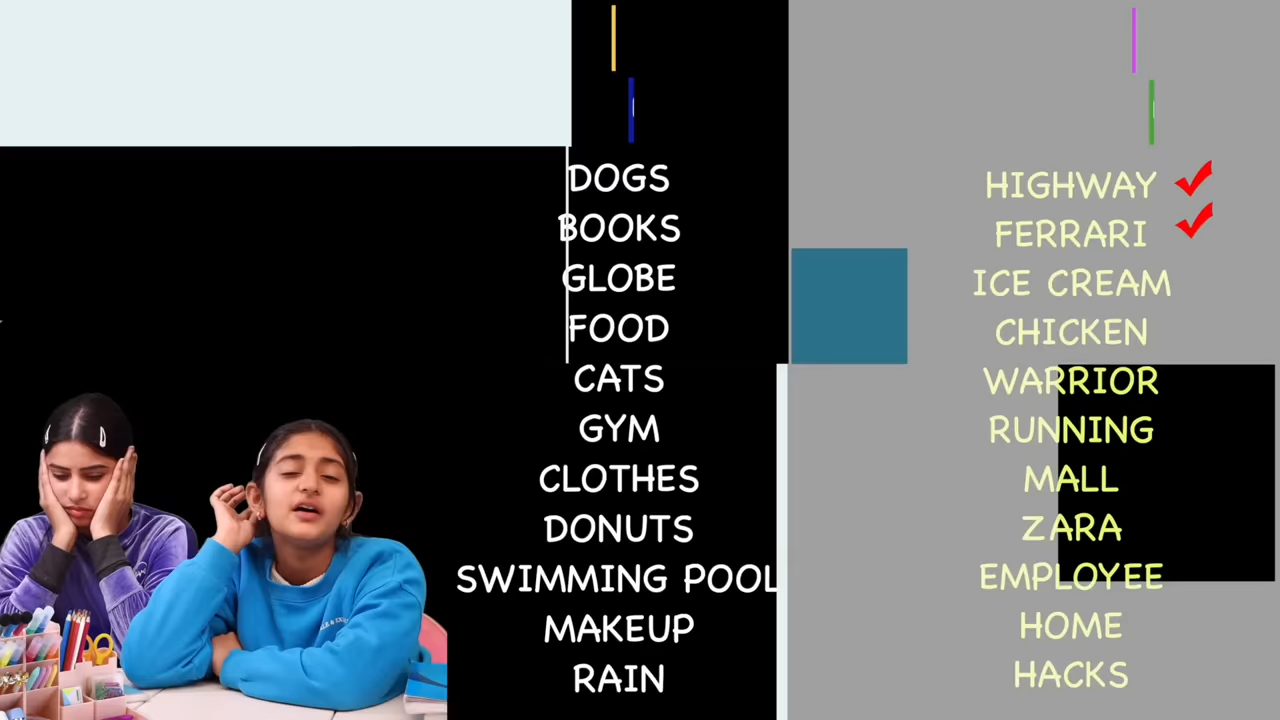 DOGS
BOOKS
GLOBE
FOOD
CATS
GYM
CLOTHES
DONUTS
SWIMMING POOL
MAKEUP
RAIN
HIGHWAY
FERRARI
ICE CREAM
CHICKEN
WARRIOR
RUNNING
MALL
ZARA
EMPLOYEE
HOME
HACKS